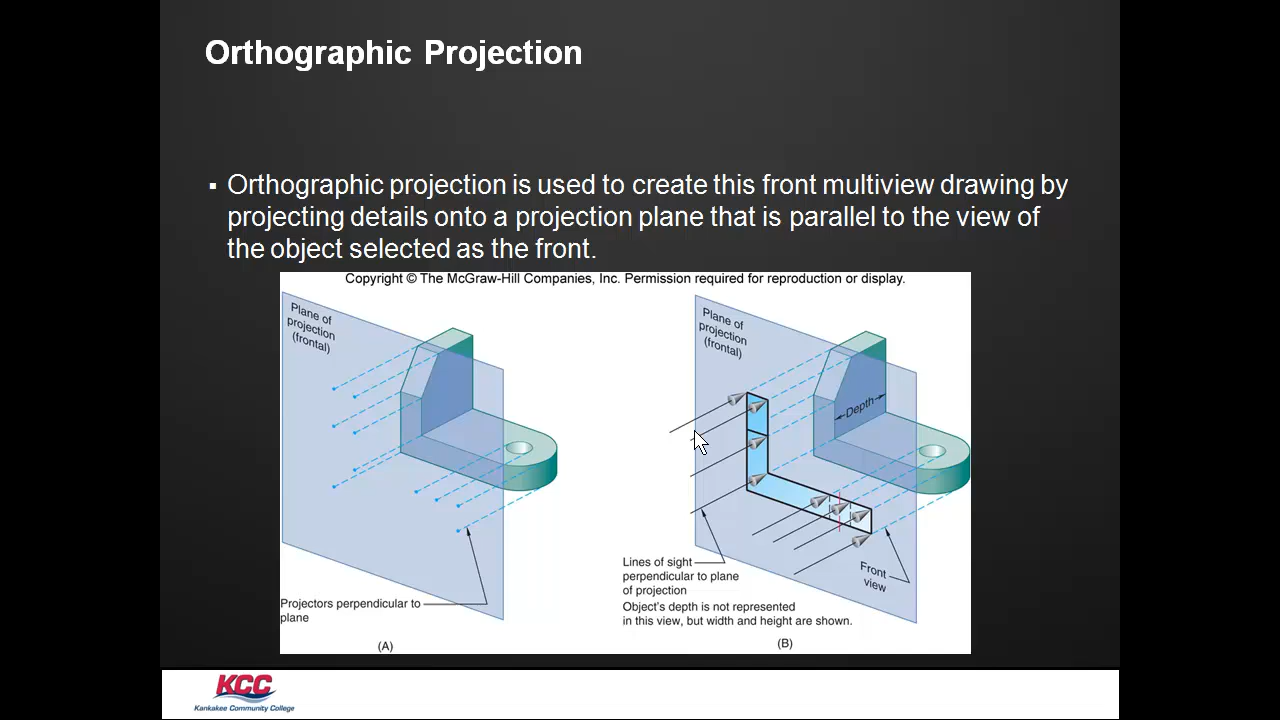 Orthographic Projection
▪ Orthographic projection is used to create this front multiview drawing by
projecting details onto a projection plane that is parallel to the view of
the object selected as the front.
Copyright © The McGraw-Hill Companies, Inc. Permission required for reproduction or display.
Plane of
projection
(frontal)
Projectors perpendicular to
plane
(A)
Plane of
projection
(frontal)
Depth
Lines of sight
perpendicular to plane
of projection
Front
view
Object's depth is not represented
in this view, but width and height are shown.
(B)
KCC
Kankakee Community College